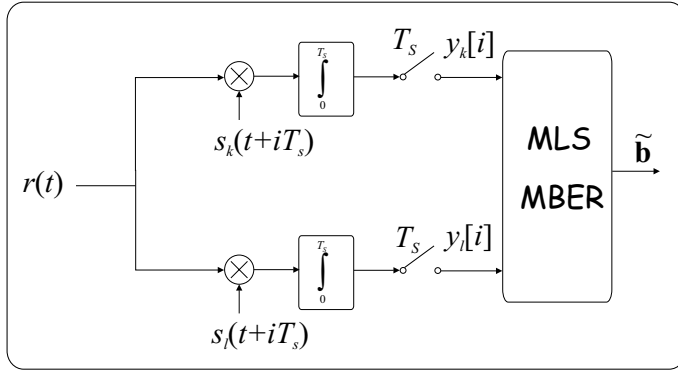 T_s
∫
0
T_s
y_k[i]
s_k(t+iT_s)
r(t)
MLS
MBER
b̃
T_s
∫
0
T_s
y_l[i]
s_l(t+iT_s)